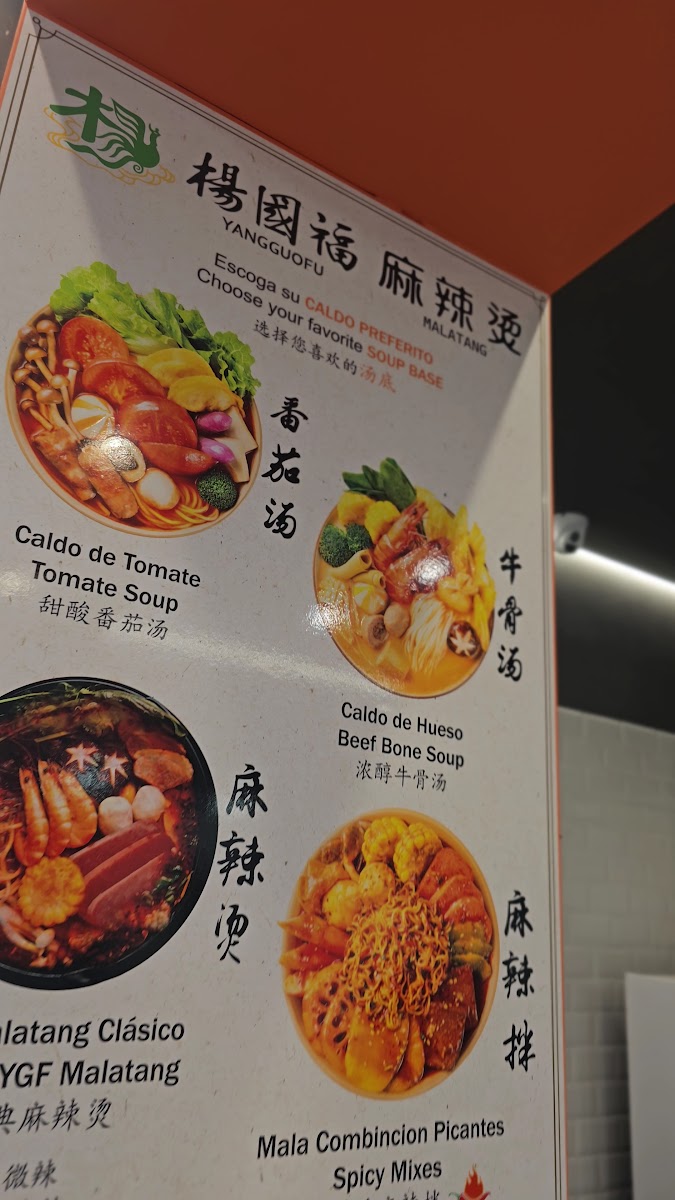 楊國福 麻辣烫
YANGGUOFU MALATANG
Escoga su CALDO PREFERITO
Choose your favorite SOUP BASE
选择您喜欢的汤底
番茄汤
Caldo de Tomate
Tomate Soup
甜酸番茄汤
牛骨汤
Caldo de Hueso
Beef Bone Soup
浓醇牛骨汤
麻辣烫
latang Clásico
YGF Malatang
典麻辣烫
微辣
麻辣拌
Mala Combincion Picantes
Spicy Mixes